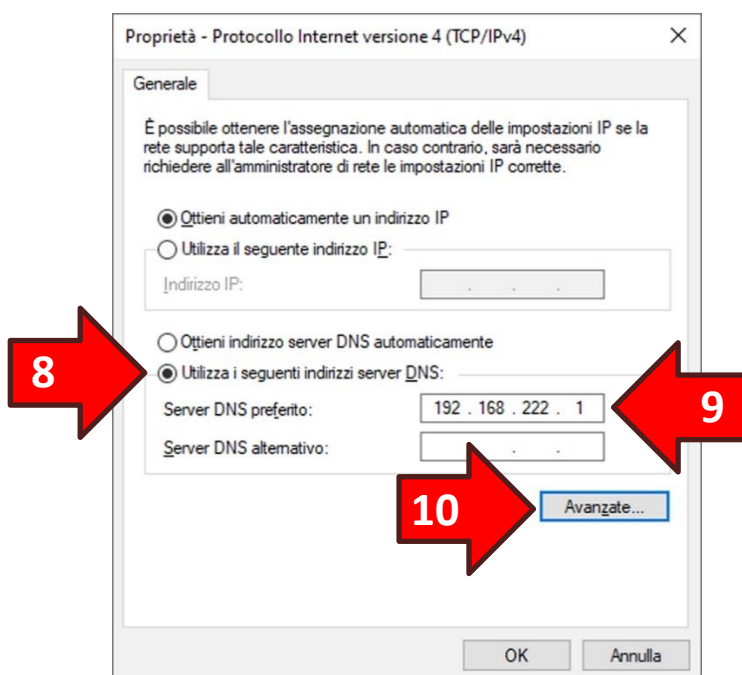 Proprietà - Protocollo Internet versione 4 (TCP/IPv4)
Generale
È possibile ottenere l'assegnazione automatica delle impostazioni IP se la
rete supporta tale caratteristica. In caso contrario, sarà necessario
richiedere all'amministratore di rete le impostazioni IP corrette.
Ottieni automaticamente un indirizzo IP
Utilizza il seguente indirizzo IP:
Indirizzo IP: . . .
Ottieni indirizzo server DNS automaticamente
8 Utilizza i seguenti indirizzi server DNS:
Server DNS preferito: 192 . 168 . 222 . 1 9
Server DNS alternativo: . .
10 Avanzate...
OK Annulla